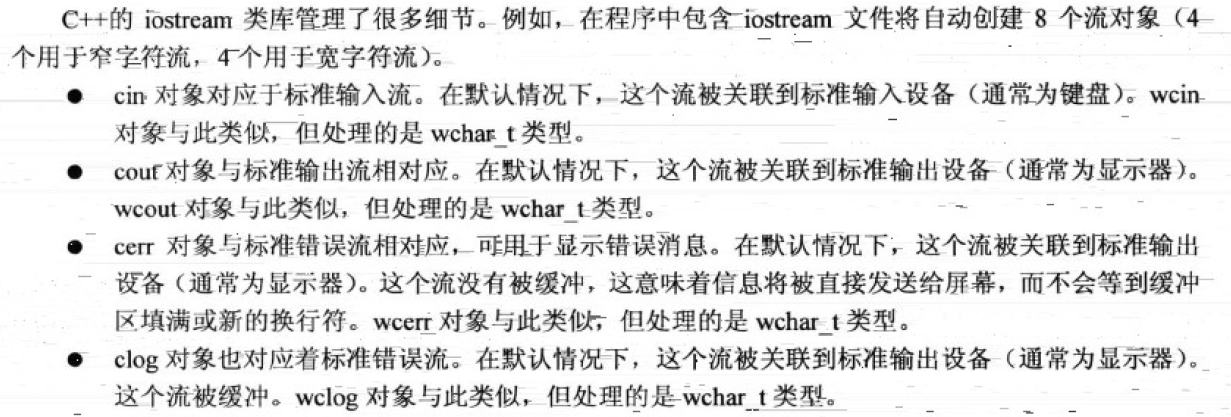 C++的 iostream 类库管理了很多细节。例如，在程序中包含 iostream 文件将自动创建 8 个流对象（4
个用于窄字符流，4 个用于宽字符流）。
● cin 对象对应于标准输入流。在默认情况下，这个流被关联到标准输入设备（通常为键盘）。wcin
对象与此类似，但处理的是 wchar_t 类型。
● cout 对象与标准输出流相对应。在默认情况下，这个流被关联到标准输出设备（通常为显示器）。
wcout 对象与此类似，但处理的是 wchar_t 类型。
● cerr 对象与标准错误流相对应，可用于显示错误消息。在默认情况下，这个流被关联到标准输出
设备（通常为显示器）。这个流没有被缓冲，这意味着信息将被直接发送给屏幕，而不会等到缓冲
区填满或新的换行符。wcerr 对象与此类似，但处理的是 wchar_t 类型。
● clog 对象也对应着标准错误流。在默认情况下，这个流被关联到标准输出设备（通常为显示器）。
这个流被缓冲。wclog 对象与此类似，但处理的是 wchar_t 类型。